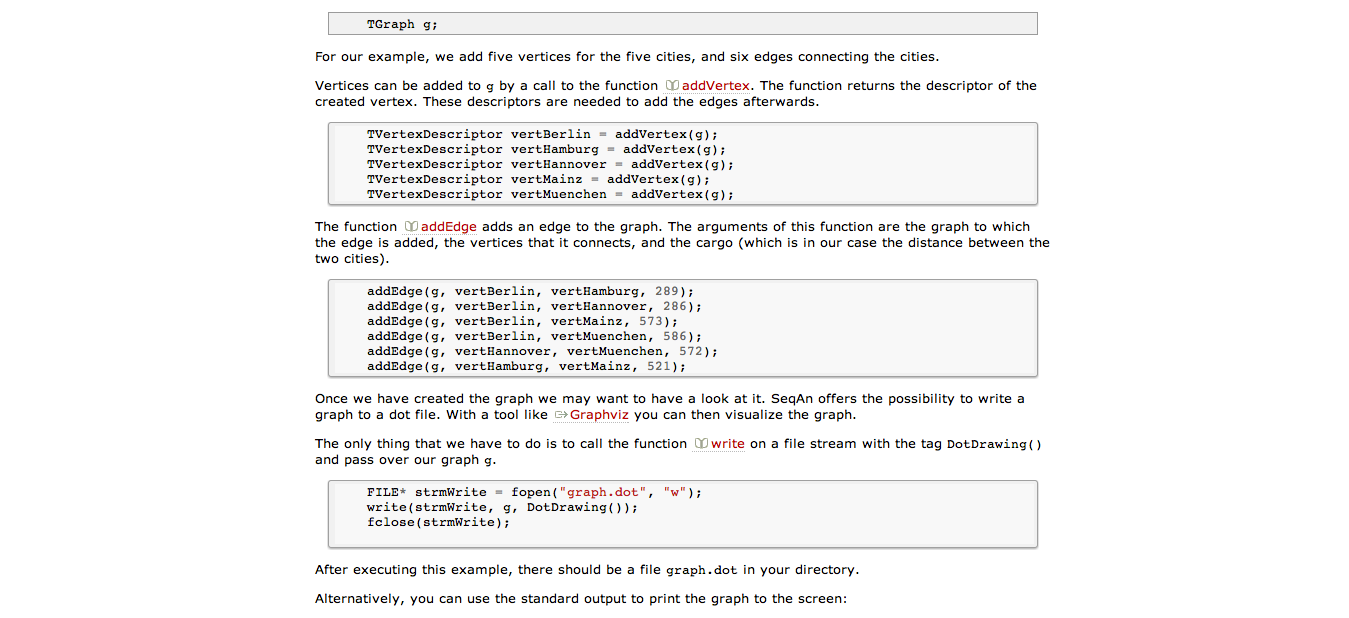 TGraph g;
For our example, we add five vertices for the five cities, and six edges connecting the cities.
Vertices can be added to g by a call to the function addVertex. The function returns the descriptor of the
created vertex. These descriptors are needed to add the edges afterwards.
TVertexDescriptor vertBerlin = addVertex(g);
TVertexDescriptor vertHamburg = addVertex(g);
TVertexDescriptor vertHannover = addVertex(g);
TVertexDescriptor vertMainz = addVertex(g);
TVertexDescriptor vertMuenchen = addVertex(g);
The function addEdge adds an edge to the graph. The arguments of this function are the graph to which
the edge is added, the vertices that it connects, and the cargo (which is in our case the distance between the
two cities).
addEdge(g, vertBerlin, vertHamburg, 289);
addEdge(g, vertBerlin, vertHannover, 286);
addEdge(g, vertBerlin, vertMainz, 573);
addEdge(g, vertBerlin, vertMuenchen, 586);
addEdge(g, vertHannover, vertMuenchen, 572);
addEdge(g, vertHamburg, vertMainz, 521);
Once we have created the graph we may want to have a look at it. SeqAn offers the possibility to write a
graph to a dot file. With a tool like Graphviz you can then visualize the graph.
The only thing that we have to do is to call the function write on a file stream with the tag DotDrawing()
and pass over our graph g.
FILE* strmWrite = fopen("graph.dot", "w");
write(strmWrite, g, DotDrawing());
fclose(strmWrite);
After executing this example, there should be a file graph.dot in your directory.
Alternatively, you can use the standard output to print the graph to the screen: